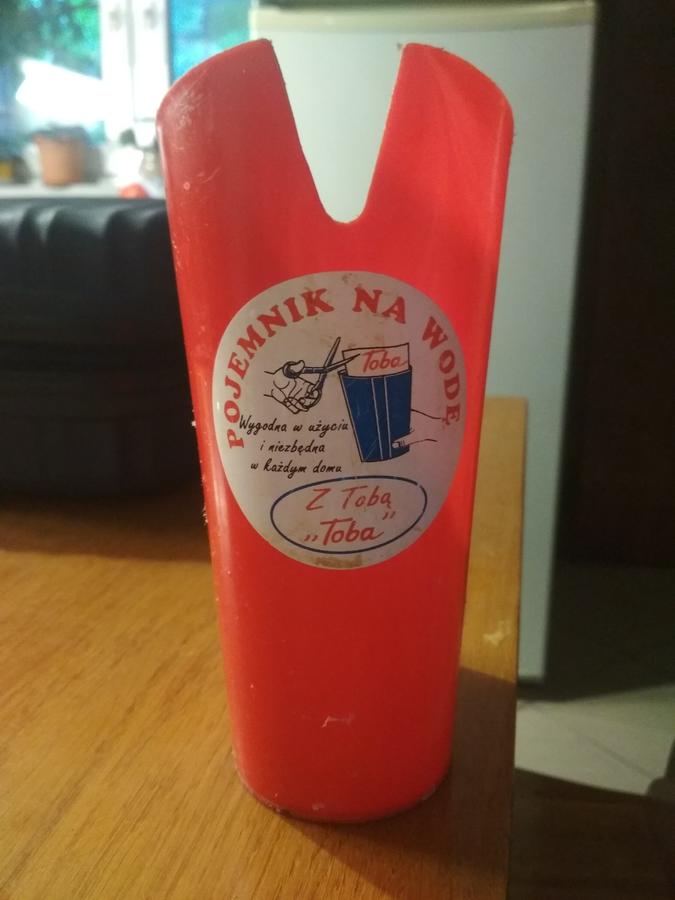 POJEMNIK NA WODĘ
Toba
Wygodna w użyciu
i niezbędna
w każdym domu
Z Tobą
„Toba”